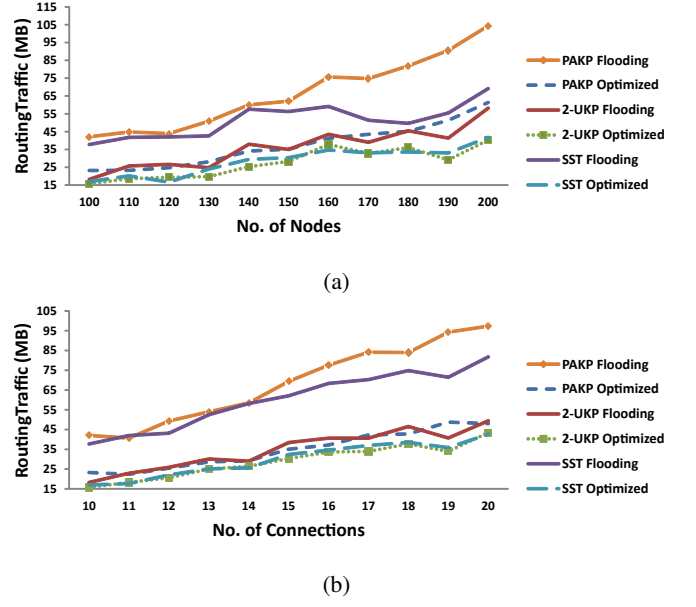 115
105
95
85
75
65
55
45
35
25
15
RoutingTraffic (MB)
100 110 120 130 140 150 160 170 180 190 200
No. of Nodes
PAKP Flooding
PAKP Optimized
2-UKP Flooding
2-UKP Optimized
SST Flooding
SST Optimized
(a)
105
95
85
75
65
55
45
35
25
15
RoutingTraffic (MB)
10 11 12 13 14 15 16 17 18 19 20
No. of Connections
PAKP Flooding
PAKP Optimized
2-UKP Flooding
2-UKP Optimized
SST Flooding
SST Optimized
(b)